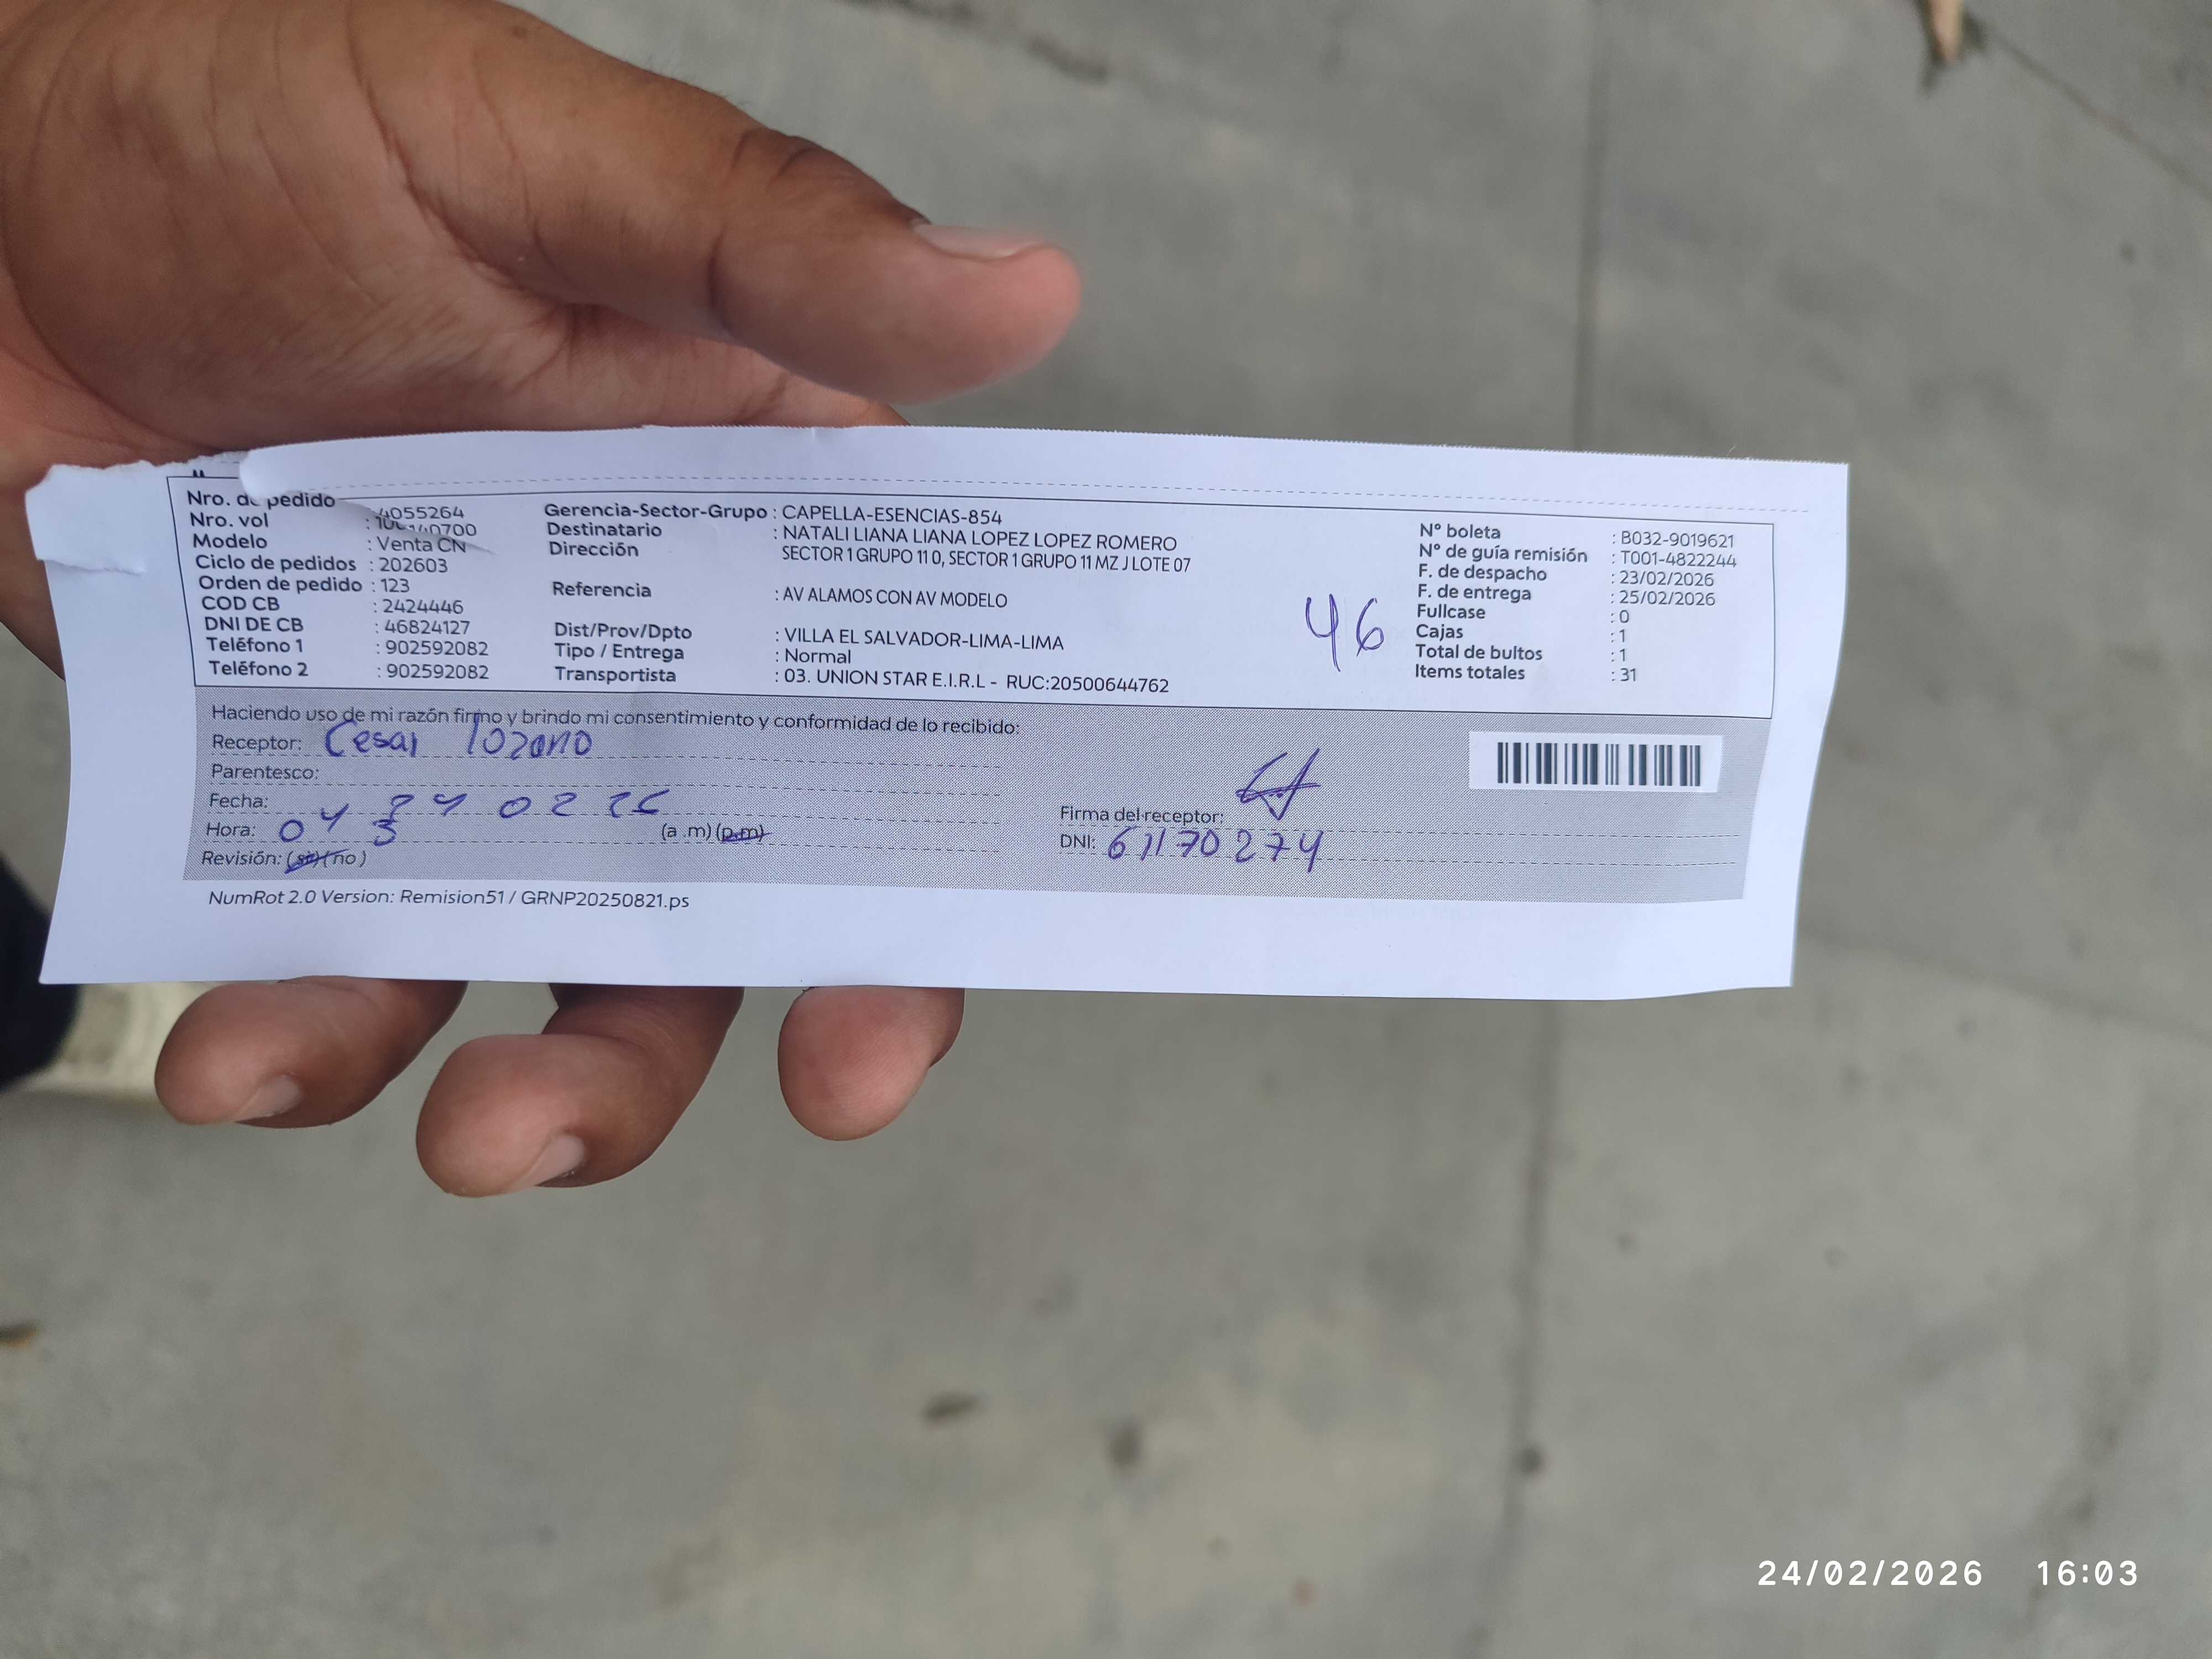 Nro. de pedido : 4055264
Nro. vol
Modelo : Venta CN
Ciclo de pedidos : 202603
Orden de pedido : 123
COD CB : 2424446
DNI DE CB : 46824127
Teléfono 1 : 902592082
Teléfono 2 : 902592082
Gerencia-Sector-Grupo : CAPELLA-ESENCIAS-854
Destinatario : NATALI LIANA LIANA LOPEZ LOPEZ ROMERO
Dirección SECTOR 1 GRUPO 11 0, SECTOR 1 GRUPO 11 MZ J LOTE 07
Referencia : AV ALAMOS CON AV MODELO
Dist/Prov/Dpto : VILLA EL SALVADOR-LIMA-LIMA
Tipo / Entrega : Normal
Transportista : 03. UNION STAR E.I.R.L - RUC:20500644762
46
N° boleta : B032-9019621
N° de guía remisión : T001-4822244
F. de despacho : 23/02/2026
F. de entrega : 25/02/2026
Fullcase : 0
Cajas : 1
Total de bultos : 1
Items totales : 31
Haciendo uso de mi razón firmo y brindo mi consentimiento y conformidad de lo recibido:
Receptor: Cesar lozano
Parentesco:
Fecha: 24 02 26
Hora: 04 3 (a .m) (p.m)
Revisión: (si) (no)
Firma del receptor:
DNI: 61170274
NumRot 2.0 Version: Remision51 / GRNP20250821.ps
24/02/2026 16:03